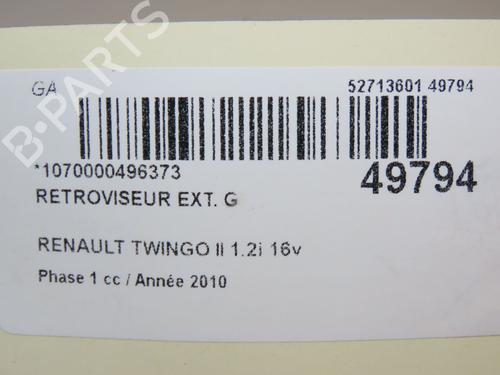 GA 52713601 49794
*1070000496373 49794
RETROVISEUR EXT. G
RENAULT TWINGO II 1.2i 16v
Phase 1 cc / Année 2010
B-PARTS